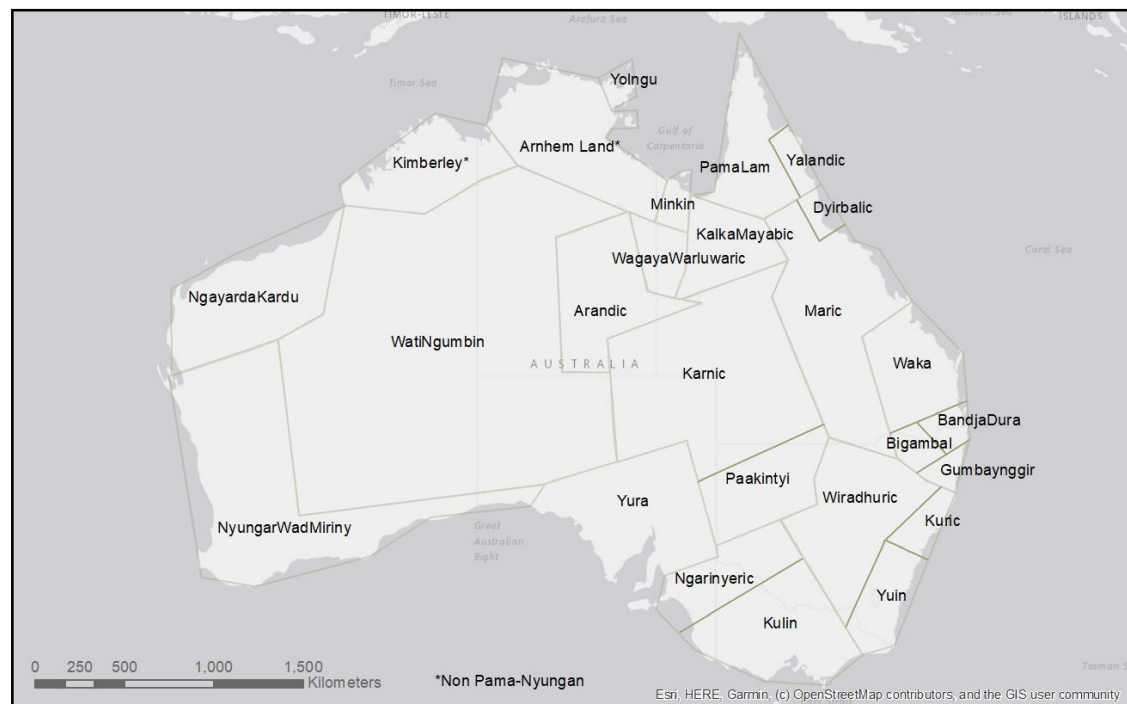 TIMOR-LESTE
Arafura Sea
Solomon Sea
ISLANDS
Timor Sea
Yolngu
Gulf of
Carpentaria
Arnhem Land*
Kimberley*
PamaLam
Yalandic
Minkin
Dyirbalic
KalkaMayabic
Coral Sea
WagayaWarluwaric
NgayardaKardu
Arandic
Maric
WatiNgumbin
AUSTRALIA
Karnic
Waka
BandjaDura
Bigambal
Gumbaynggir
Paakintyi
Yura
Wiradhuric
NyungarWadMiriny
Great
Australian
Bight
Kuric
Ngarinyeric
Yuin
Kulin
0 250 500 1,000 1,500
Kilometers
*Non Pama-Nyungan
Tasman S
Esri, HERE, Garmin, (c) OpenStreetMap contributors, and the GIS user community